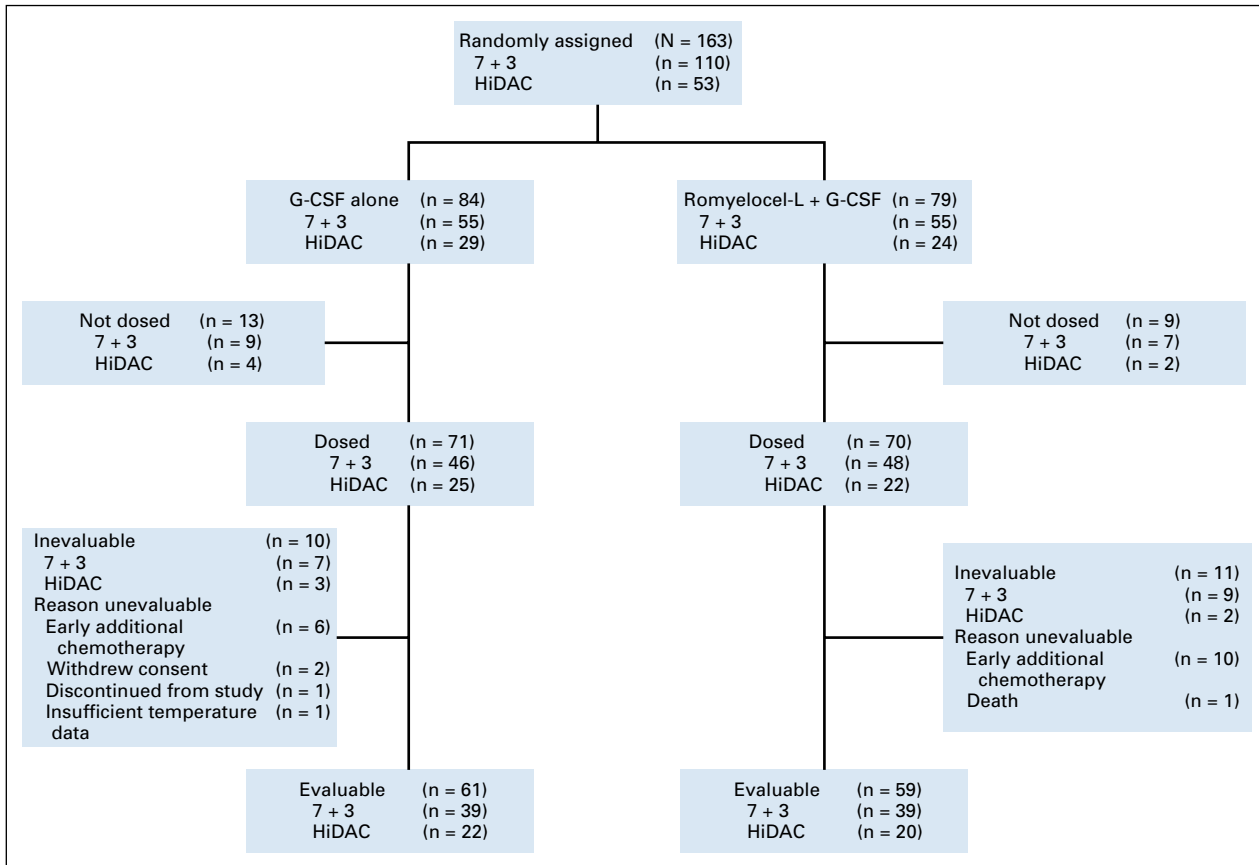 Randomly assigned (N = 163)
7 + 3 (n = 110)
HiDAC (n = 53)
G-CSF alone (n = 84)
7 + 3 (n = 55)
HiDAC (n = 29)
Romyelocel-L + G-CSF (n = 79)
7 + 3 (n = 55)
HiDAC (n = 24)
Not dosed (n = 13)
7 + 3 (n = 9)
HiDAC (n = 4)
Not dosed (n = 9)
7 + 3 (n = 7)
HiDAC (n = 2)
Dosed (n = 71)
7 + 3 (n = 46)
HiDAC (n = 25)
Dosed (n = 70)
7 + 3 (n = 48)
HiDAC (n = 22)
Inevaluable (n = 10)
7 + 3 (n = 7)
HiDAC (n = 3)
Reason unevaluable
Early additional (n = 6)
chemotherapy
Withdrew consent (n = 2)
Discontinued from study (n = 1)
Insufficient temperature (n = 1)
data
Inevaluable (n = 11)
7 + 3 (n = 9)
HiDAC (n = 2)
Reason unevaluable
Early additional (n = 10)
chemotherapy
Death (n = 1)
Evaluable (n = 61)
7 + 3 (n = 39)
HiDAC (n = 22)
Evaluable (n = 59)
7 + 3 (n = 39)
HiDAC (n = 20)